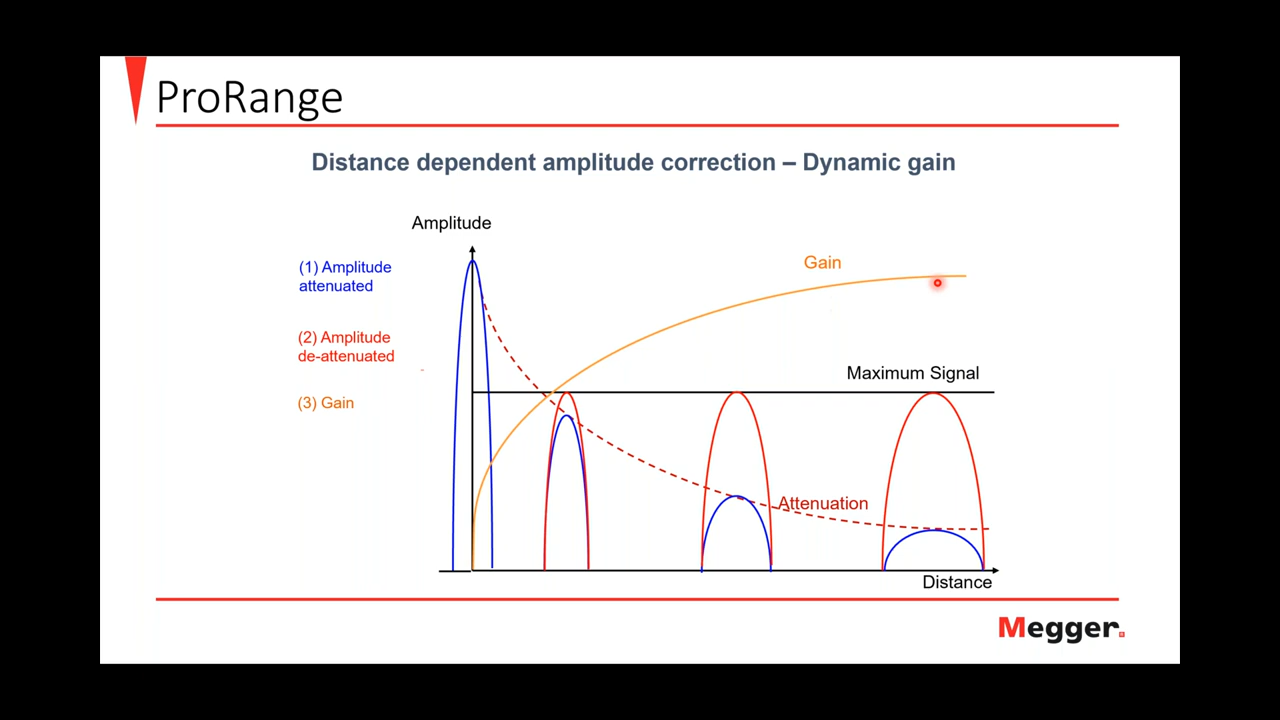 ProRange
Distance dependent amplitude correction – Dynamic gain
Amplitude
(1) Amplitude
attenuated
Gain
(2) Amplitude
de-attenuated
Maximum Signal
(3) Gain
Attenuation
Distance
Megger.